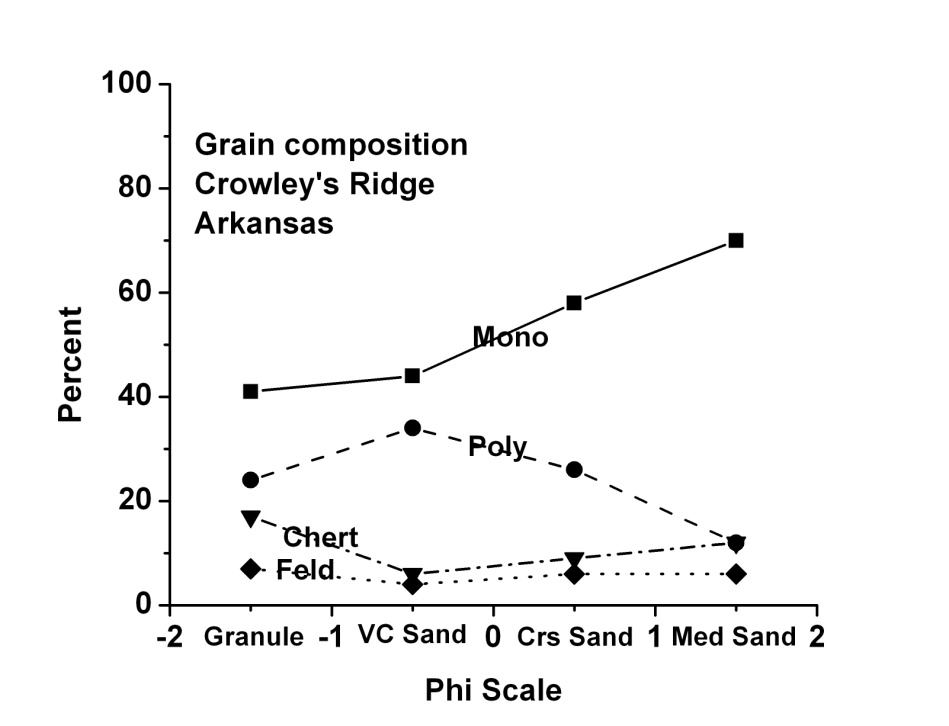 100
Grain composition
Crowley's Ridge
Arkansas
80
60
40
20
0
Percent
Mono
Poly
Chert
Feld
-2 Granule -1 VC Sand 0 Crs Sand 1 Med Sand 2
Phi Scale